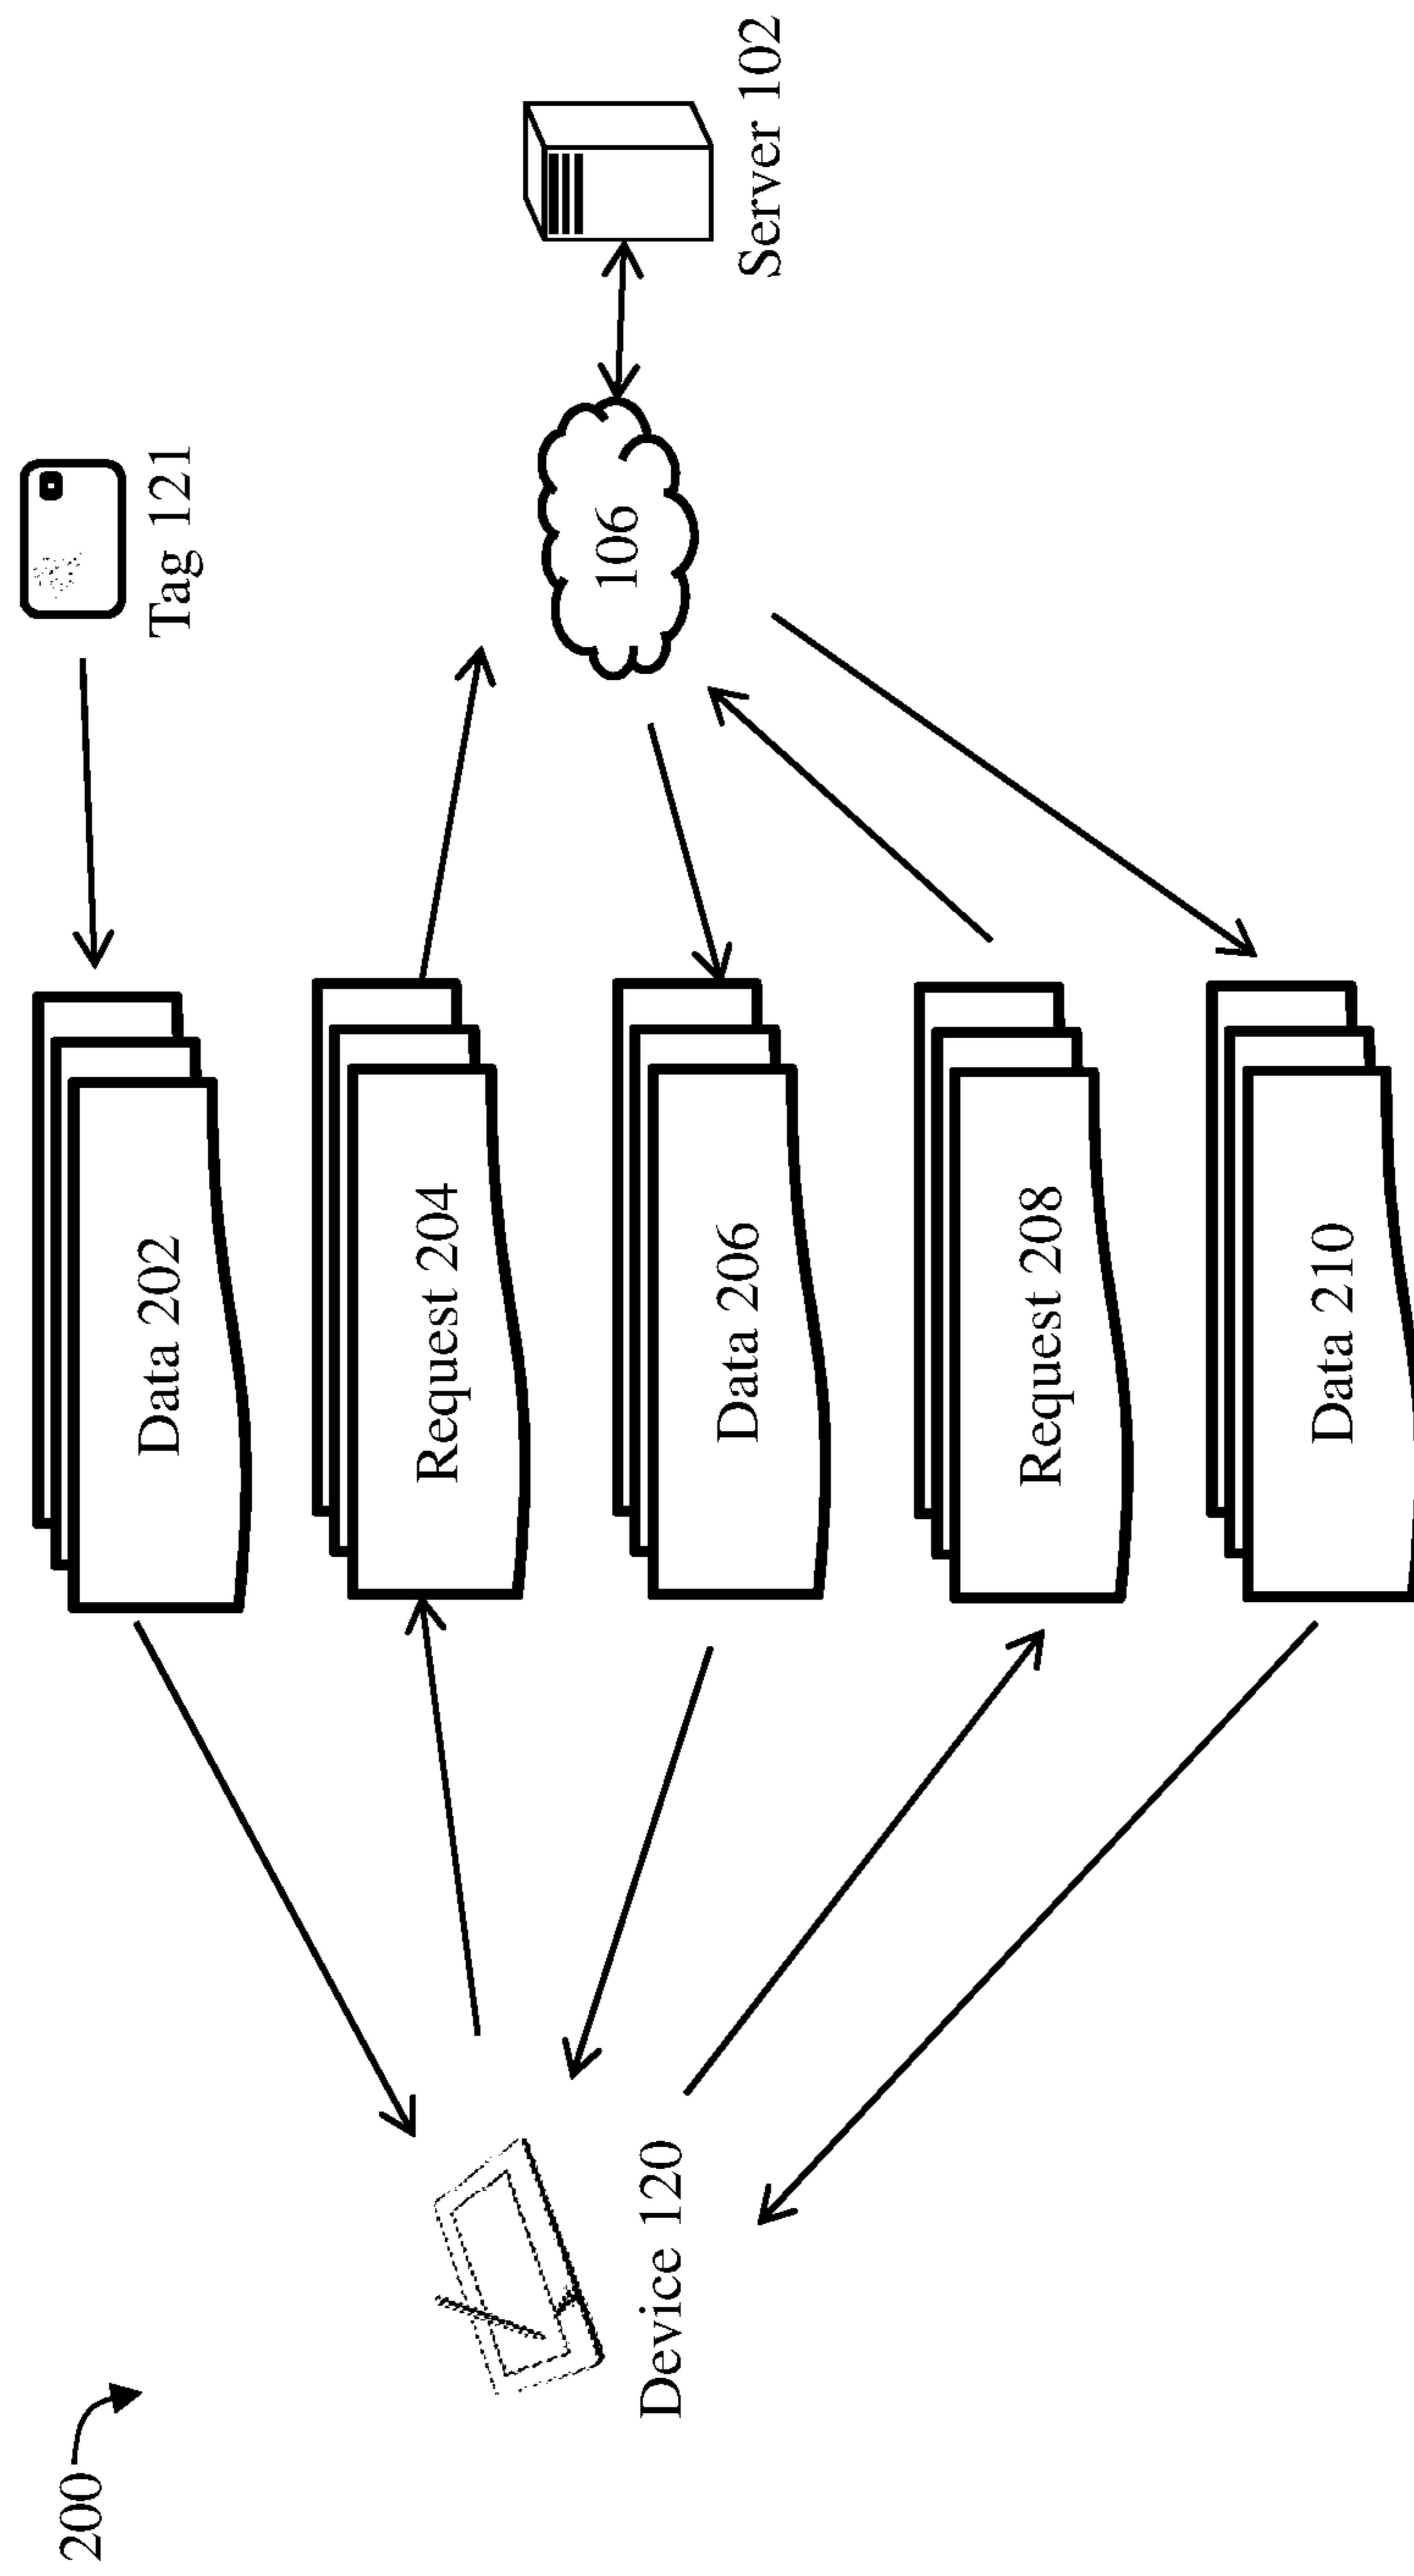 200
Tag 121
Data 202
Request 204
106
Server 102
Data 206
Device 120
Request 208
Data 210